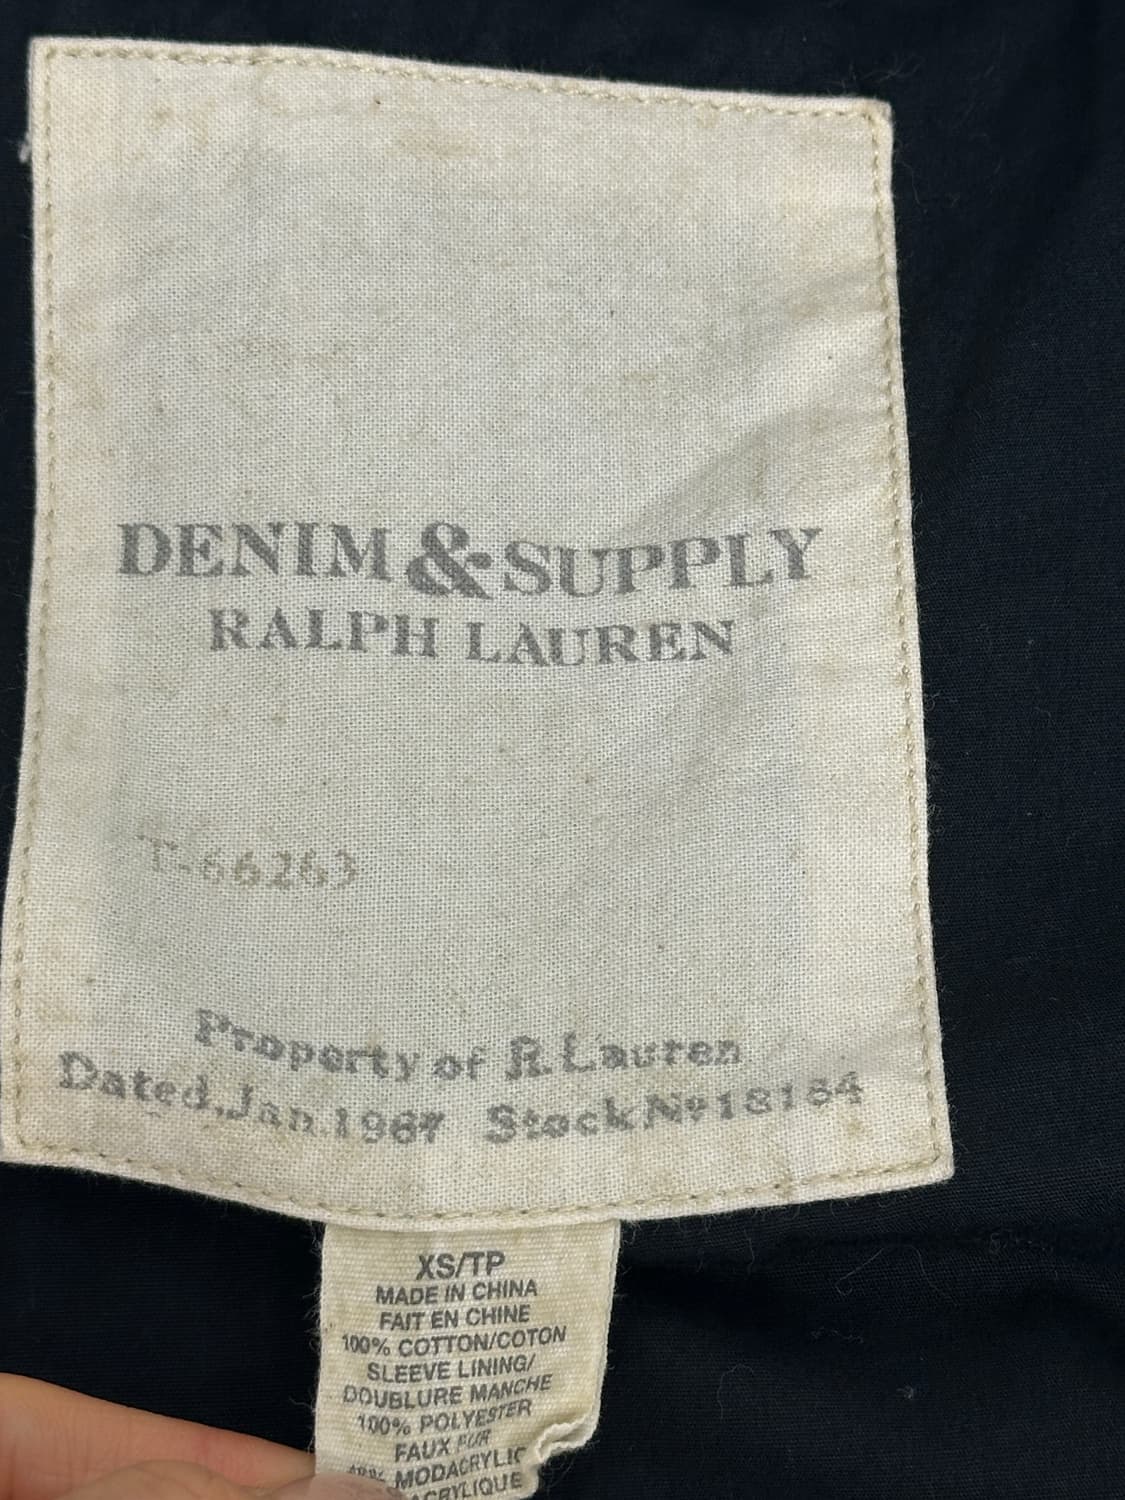 DENIM & SUPPLY
RALPH LAUREN
T-66263
Property of R. Lauren
Dated. Jan. 1967 Stock No 18164
XS/TP
MADE IN CHINA
FAIT EN CHINE
100% COTTON/COTON
SLEEVE LINING/
DOUBLURE MANCHE
100% POLYESTER
FAUX FUR
MODACRYLIC